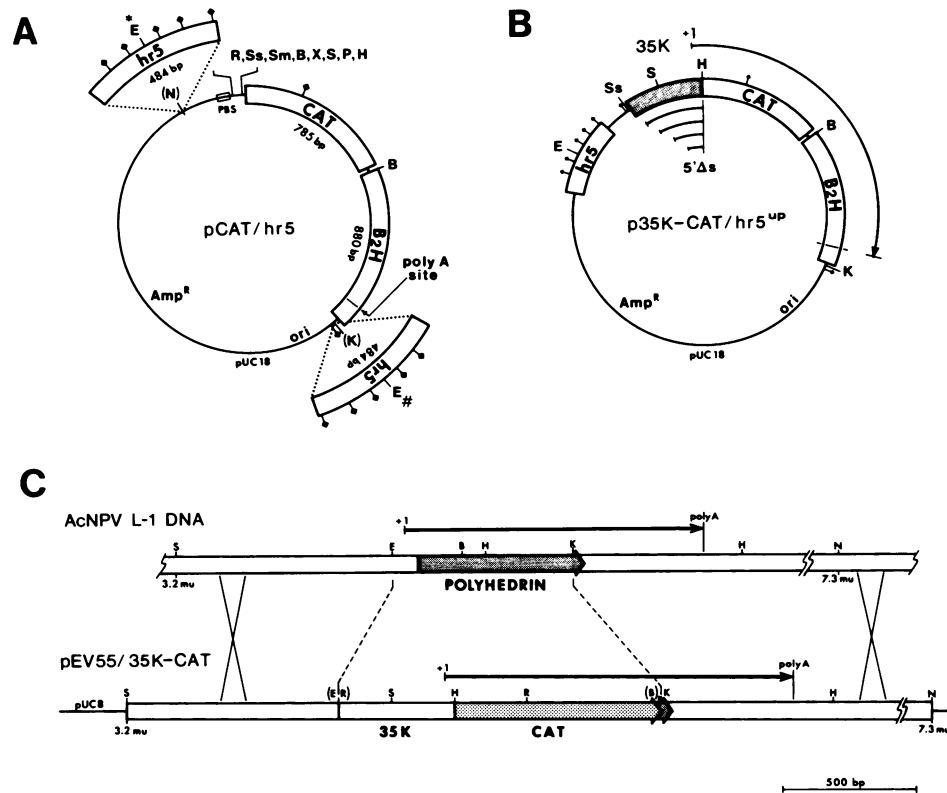 A
*
E
hr5
484 bp
(N)
R,Ss,Sm,B,X,S,P,H
PBS
CAT
785 bp
B
pCAT/hr5
B2H
880 bp
poly A
site
Amp R
ori
(K)
pUC18
hr5
484 bp
E
#
B
35K
+1
H
S
Ss
CAT
B
E
hr5
5'Δs
B2H
p35K-CAT/hr5 up
K
Amp R
ori
pUC18
C
AcNPV L-1 DNA
+1
polyA
S
E
B
H
K
H
N
3.2 mu
7.3 mu
POLYHEDRIN
pEV55/35K-CAT
+1
polyA
S
(E/R)
S
H
R
(B)
K
H
N
pUC8
3.2 mu
35K
CAT
7.3 mu
500 bp